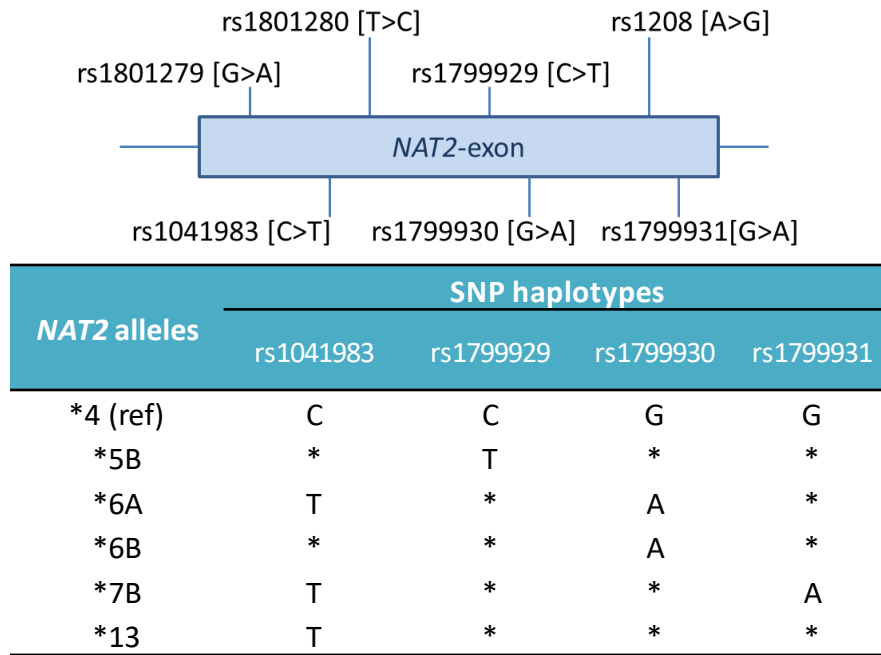 rs1801280 [T>C] rs1208 [A>G]
rs1801279 [G>A] rs1799929 [C>T]
NAT2-exon
rs1041983 [C>T] rs1799930 [G>A] rs1799931[G>A]
SNP haplotypes
NAT2 alleles
rs1041983 rs1799929 rs1799930 rs1799931
*4 (ref) C C G G
*5B * T * *
*6A T * A *
*6B * * A *
*7B T * * A
*13 T * * *